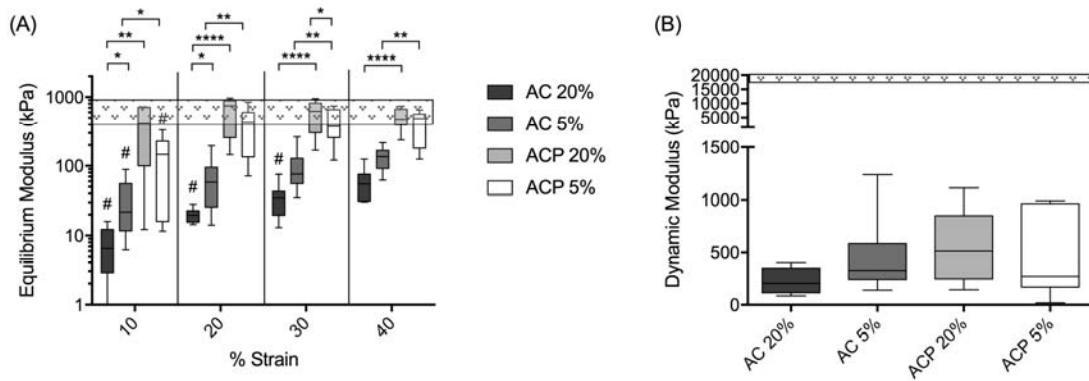 (A)
* ** *
** **** ** **
* * **** ****
Equilibrium Modulus (kPa)
1000
100
10
1
# # # # #
10 20 30 40
% Strain
AC 20%
AC 5%
ACP 20%
ACP 5%
(B)
Dynamic Modulus (kPa)
20000
15000
10000
5000
1500
1000
500
0
AC 20% AC 5% ACP 20% ACP 5%